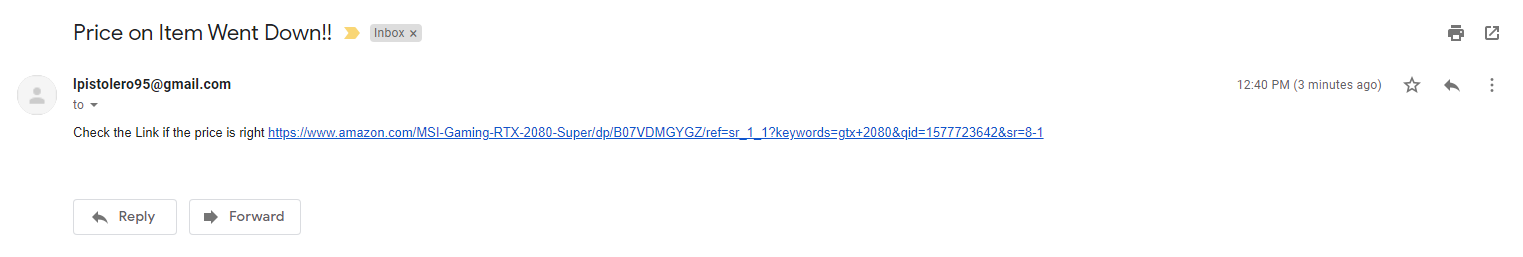 Price on Item Went Down!! Inbox ×
lpistolero95@gmail.com 12:40 PM (3 minutes ago)
to
Check the Link if the price is right https://www.amazon.com/MSI-Gaming-RTX-2080-Super/dp/B07VDMGYGZ/ref=sr_1_1?keywords=gtx+2080&qid=1577723642&sr=8-1
Reply Forward